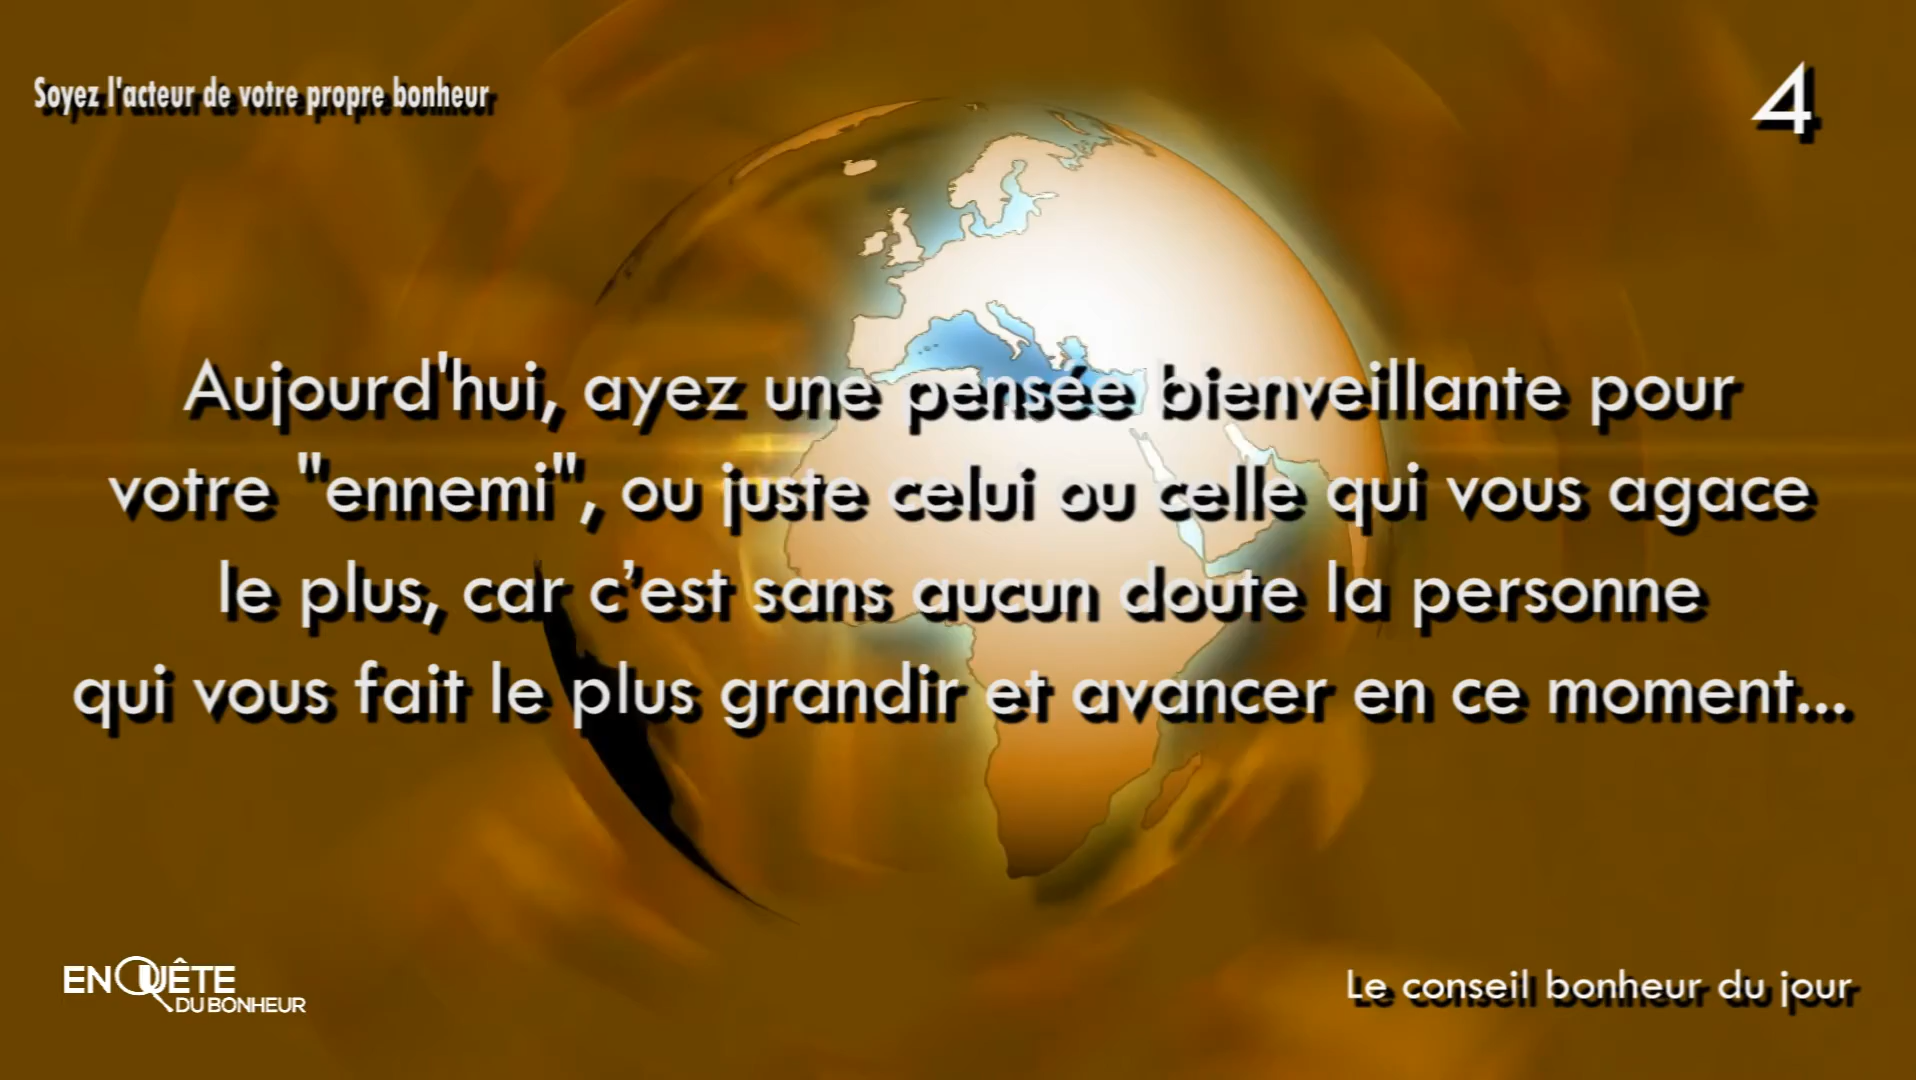 Soyez l'acteur de votre propre bonheur
4
Aujourd'hui, ayez une pensée bienveillante pour
votre "ennemi", ou juste celui ou celle qui vous agace
le plus, car c’est sans aucun doute la personne
qui vous fait le plus grandir et avancer en ce moment...
ENQUÊTE
DU BONHEUR
Le conseil bonheur du jour